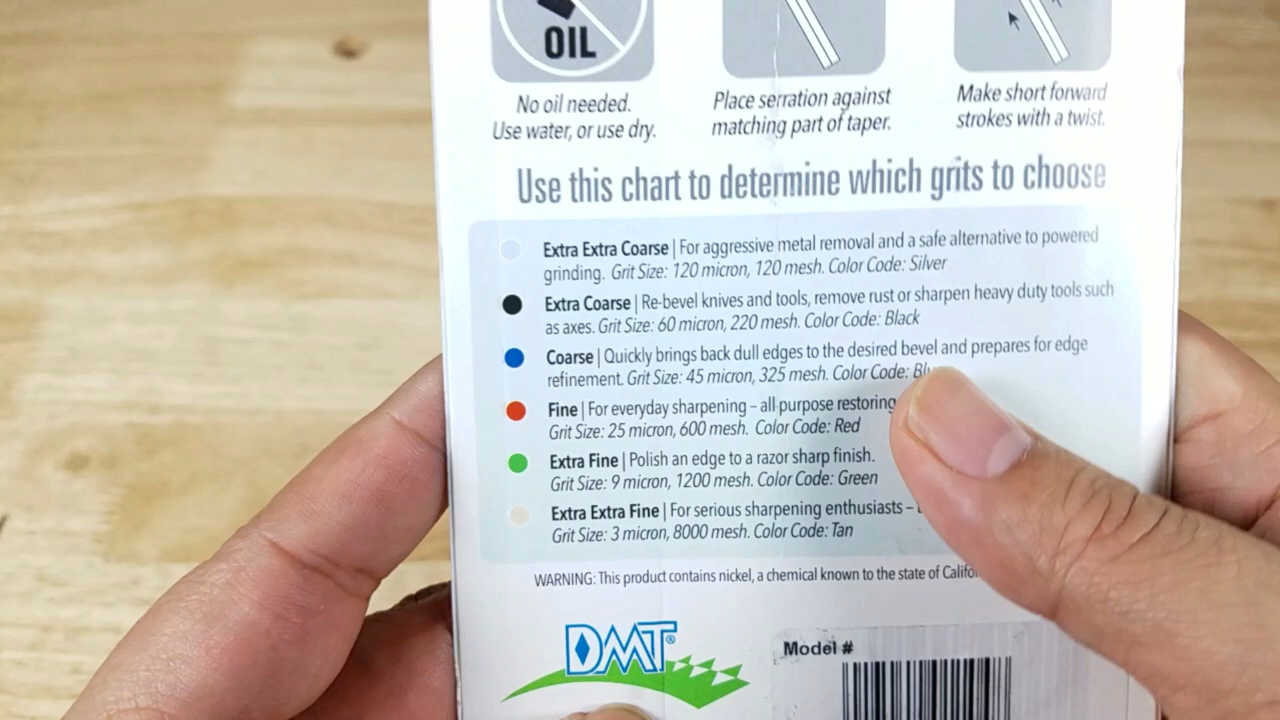 OIL
No oil needed.
Use water, or use dry.
Place serration against
matching part of taper.
Make short forward
strokes with a twist.
Use this chart to determine which grits to choose
Extra Extra Coarse | For aggressive metal removal and a safe alternative to powered
grinding. Grit Size: 120 micron, 120 mesh. Color Code: Silver
Extra Coarse | Re-bevel knives and tools, remove rust or sharpen heavy duty tools such
as axes. Grit Size: 60 micron, 220 mesh. Color Code: Black
Coarse | Quickly brings back dull edges to the desired bevel and prepares for edge
refinement. Grit Size: 45 micron, 325 mesh. Color Code:
Fine | For everyday sharpening – all-purpose restoring
Grit Size: 25 micron, 600 mesh. Color Code: Red
Extra Fine | Polish an edge to a razor sharp finish.
Grit Size: 9 micron, 1200 mesh. Color Code: Green
Extra Extra Fine | For serious sharpening enthusiasts –
Grit Size: 3 micron, 8000 mesh. Color Code: Tan
WARNING: This product contains nickel, a chemical known to the state of
DMT®
Model #